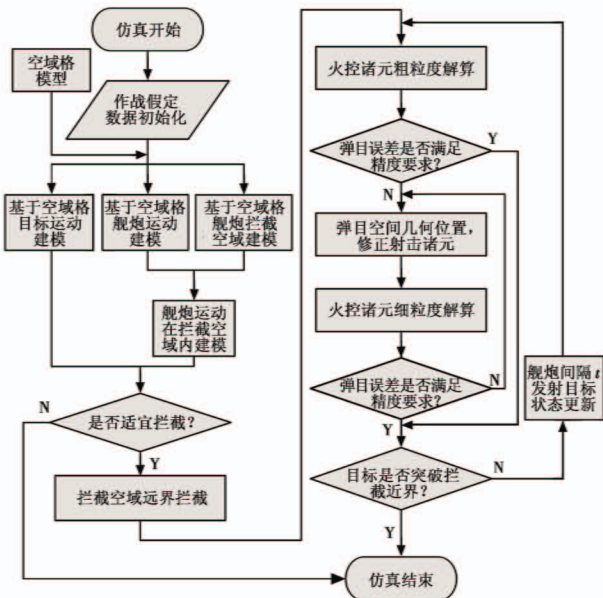 仿真开始
空域格
模型
作战假定
数据初始化
基于空域格
目标运动
建模
基于空域格
舰炮运动
建模
基于空域格
舰炮拦截
空域建模
舰炮运动
在拦截空
域内建模
N
是否适宜拦截?
Y
拦截空域远界拦截
火控诸元粗粒度解算
弹目误差是否满足
精度要求?
Y
N
弹目空间几何位置,
修正射击诸元
火控诸元细粒度解算
弹目误差是否满足
精度要求?
N
Y
舰炮间隔t
发射目标
状态更新
目标是否突破拦
截近界?
N
Y
仿真结束